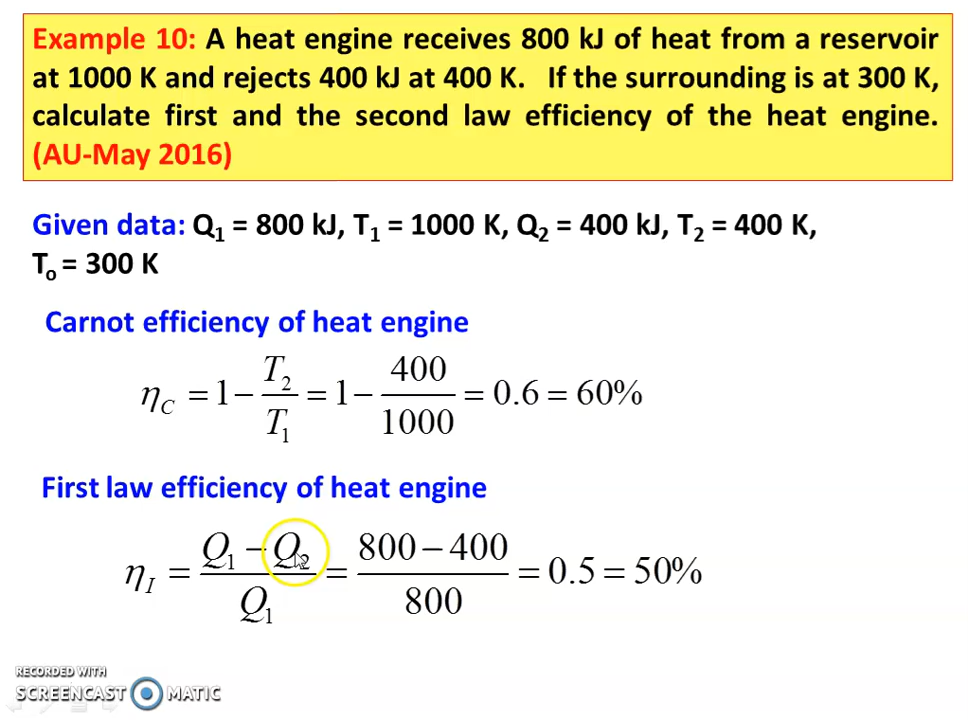 Example 10: A heat engine receives 800 kJ of heat from a reservoir
at 1000 K and rejects 400 kJ at 400 K. If the surrounding is at 300 K,
calculate first and the second law efficiency of the heat engine.
(AU-May 2016)
Given data: Q₁ = 800 kJ, T₁ = 1000 K, Q₂ = 400 kJ, T₂ = 400 K,
Tₒ = 300 K
Carnot efficiency of heat engine
η_C = 1 − T₂/T₁ = 1 − 400/1000 = 0.6 = 60%
First law efficiency of heat engine
η_I = (Q₁ − Q₂)/Q₁ = (800 − 400)/800 = 0.5 = 50%
RECORDED WITH
SCREENCAST MATIC